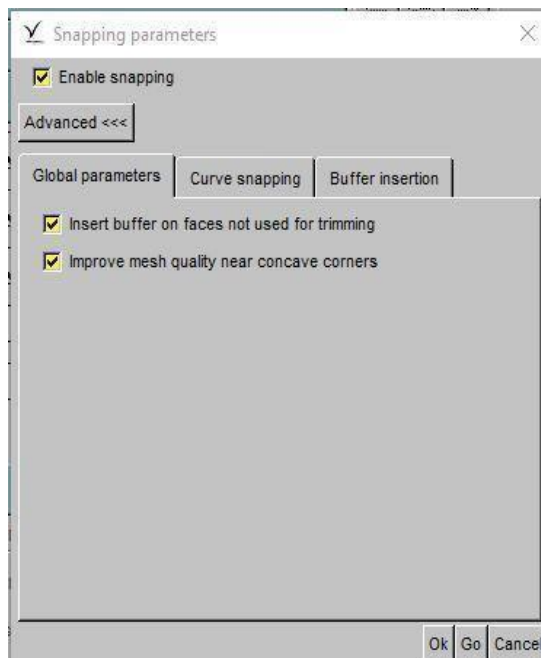 Snapping parameters
Enable snapping
Advanced <<<
Global parameters Curve snapping Buffer insertion
Insert buffer on faces not used for trimming
Improve mesh quality near concave corners
Ok Go Cancel